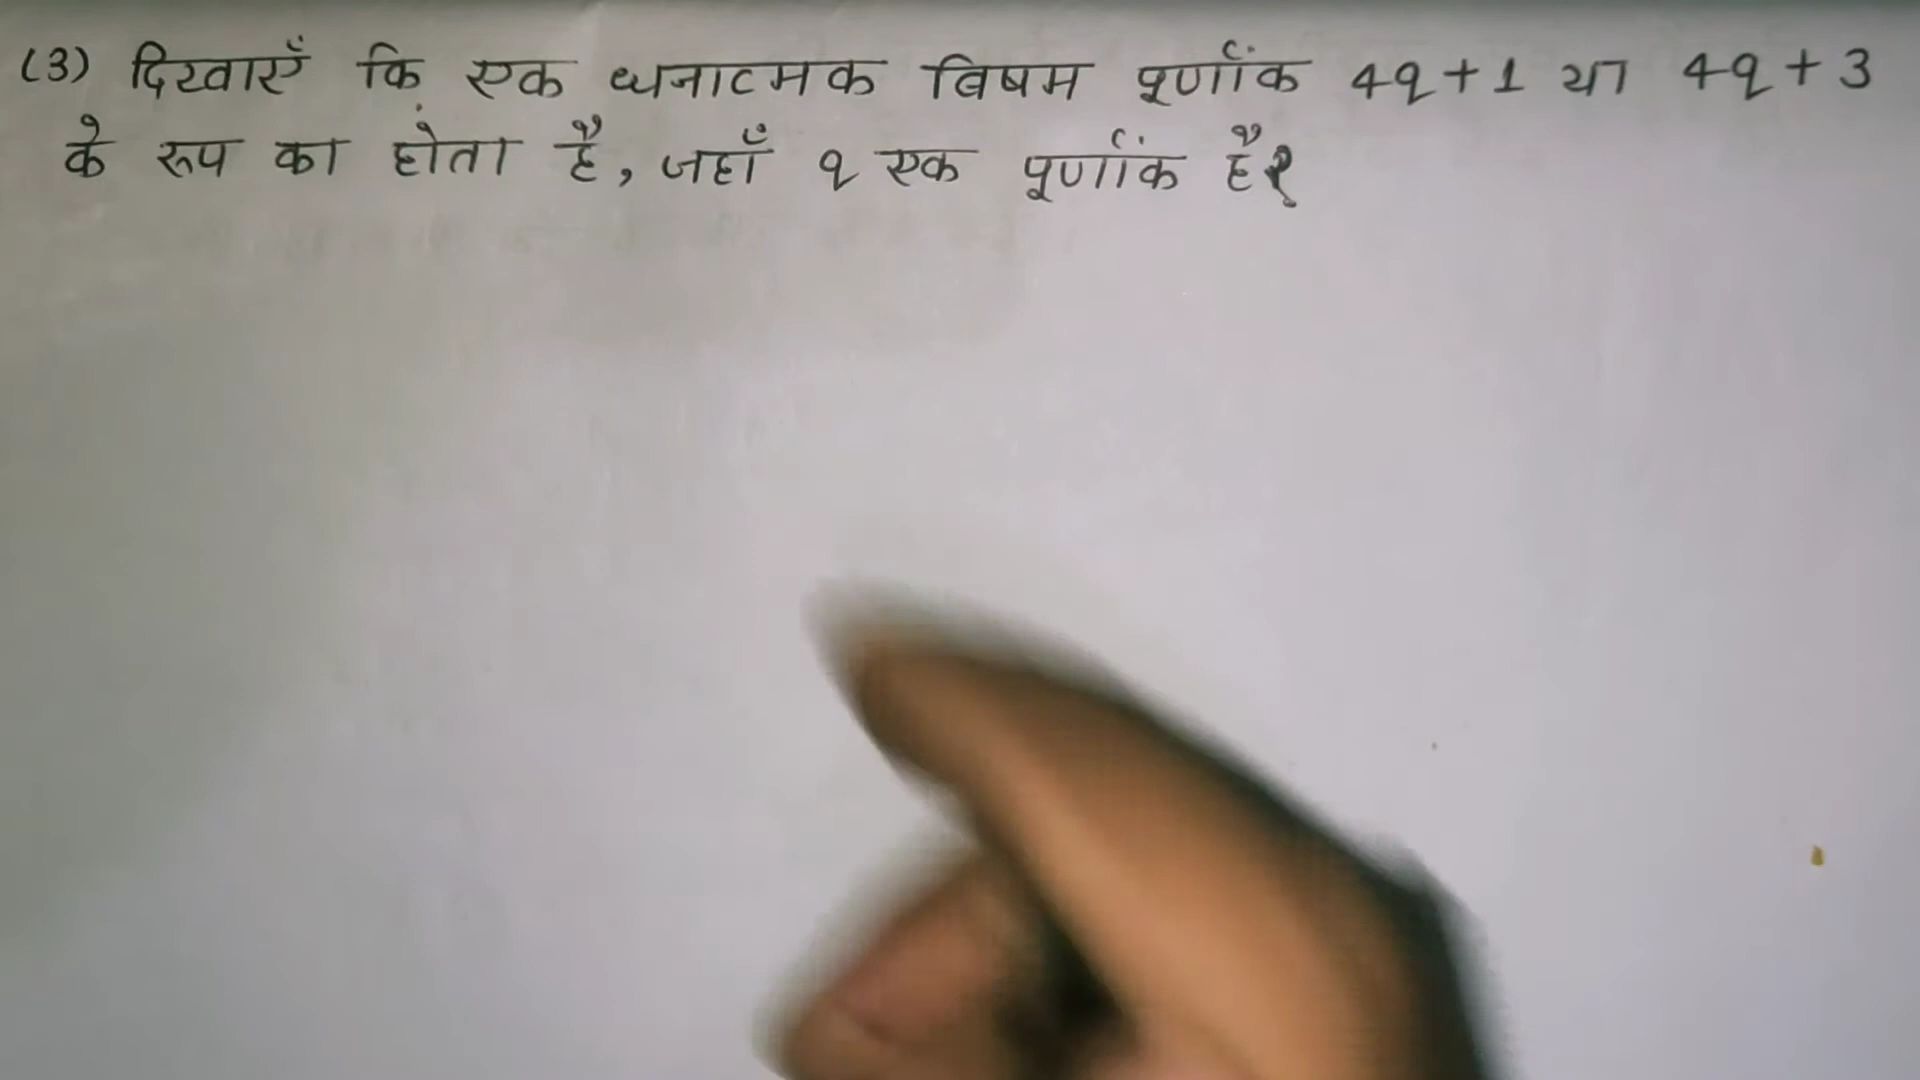 (3) दिखाएँ कि एक धनात्मक विषम पूर्णांक 4q+1 या 4q+3
के रूप का होता है, जहाँ q एक पूर्णांक है?